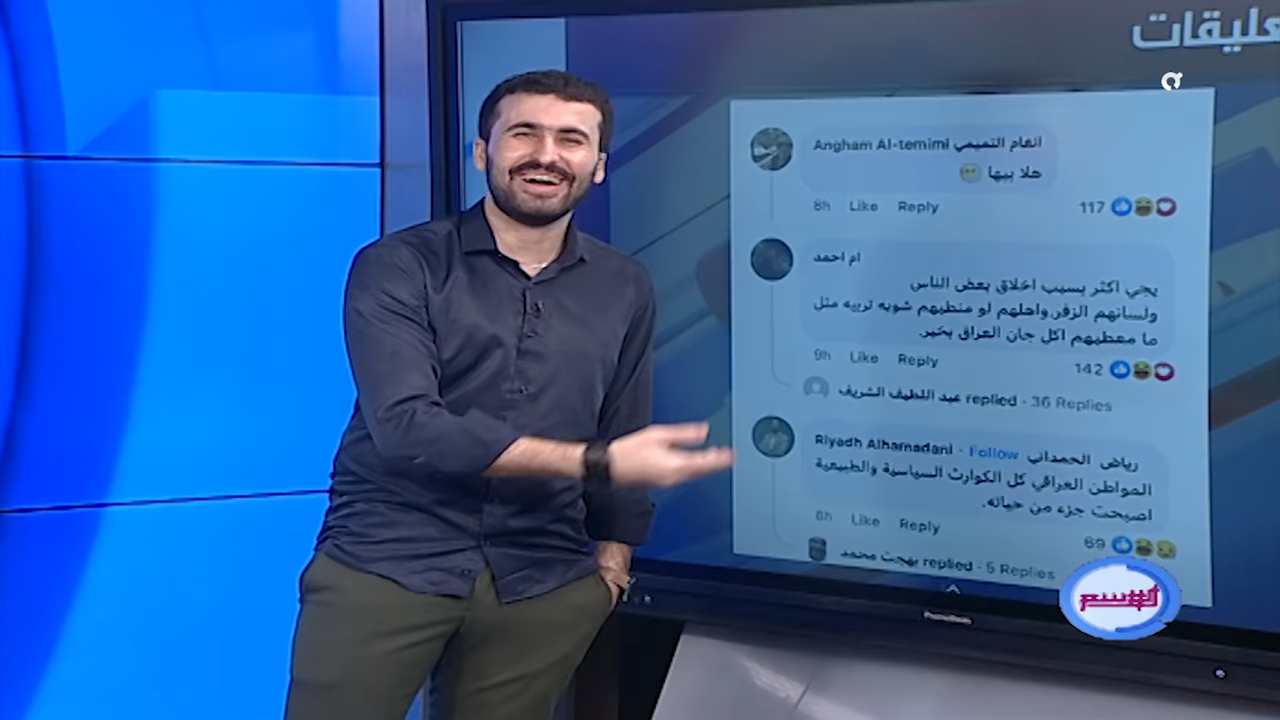 عليقات
Angham Al-temimi انغام التميمي
هلا بيها
8h Like Reply 117
ام احمد
يجي اكثر بسبب اخلاق بعض الناس
ولسانهم الزفر.واهلهم لو منطيهم شويه تربيه مثل
ما معطيهم اكل جان العراق بخير.
9h Like Reply 142
عبد اللطيف الشريف replied · 36 Replies
Riyadh Alhamadani رياض الحمداني · Follow
المواطن العراقي كل الكوارث السياسية والطبيعية
اصبحت جزء من حياته.
8h Like Reply 69
بهجت محمد replied · 5 Replies